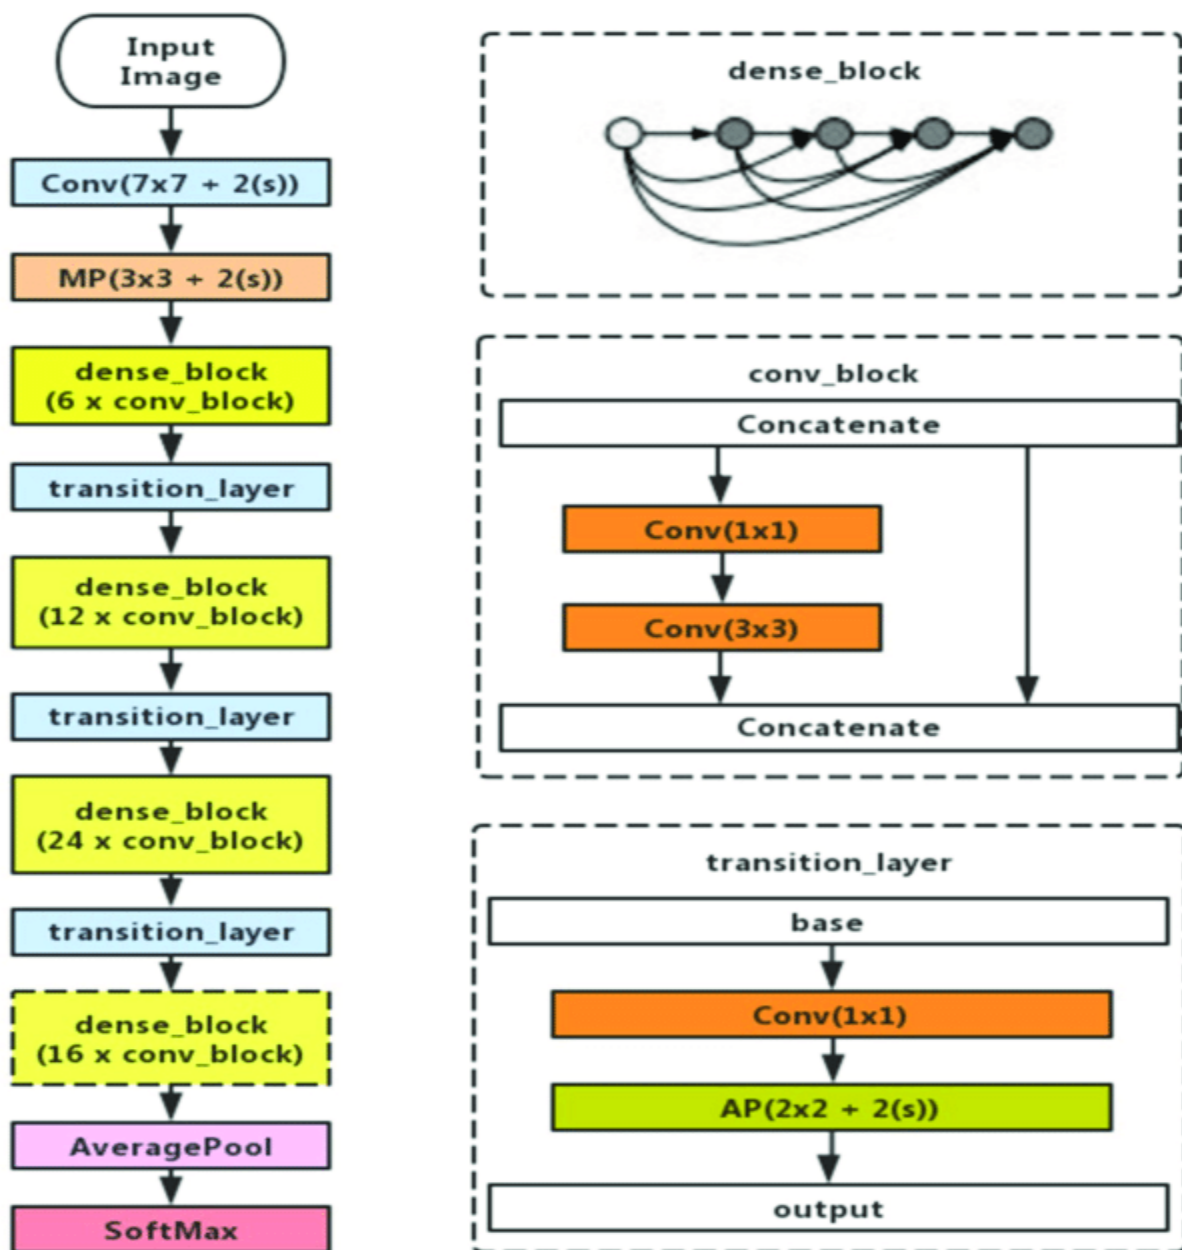 Input
Image
Conv(7x7 + 2(s))
MP(3x3 + 2(s))
dense_block
(6 x conv_block)
transition_layer
dense_block
(12 x conv_block)
transition_layer
dense_block
(24 x conv_block)
transition_layer
dense_block
(16 x conv_block)
AveragePool
SoftMax
dense_block
conv_block
Concatenate
Conv(1x1)
Conv(3x3)
Concatenate
transition_layer
base
Conv(1x1)
AP(2x2 + 2(s))
output